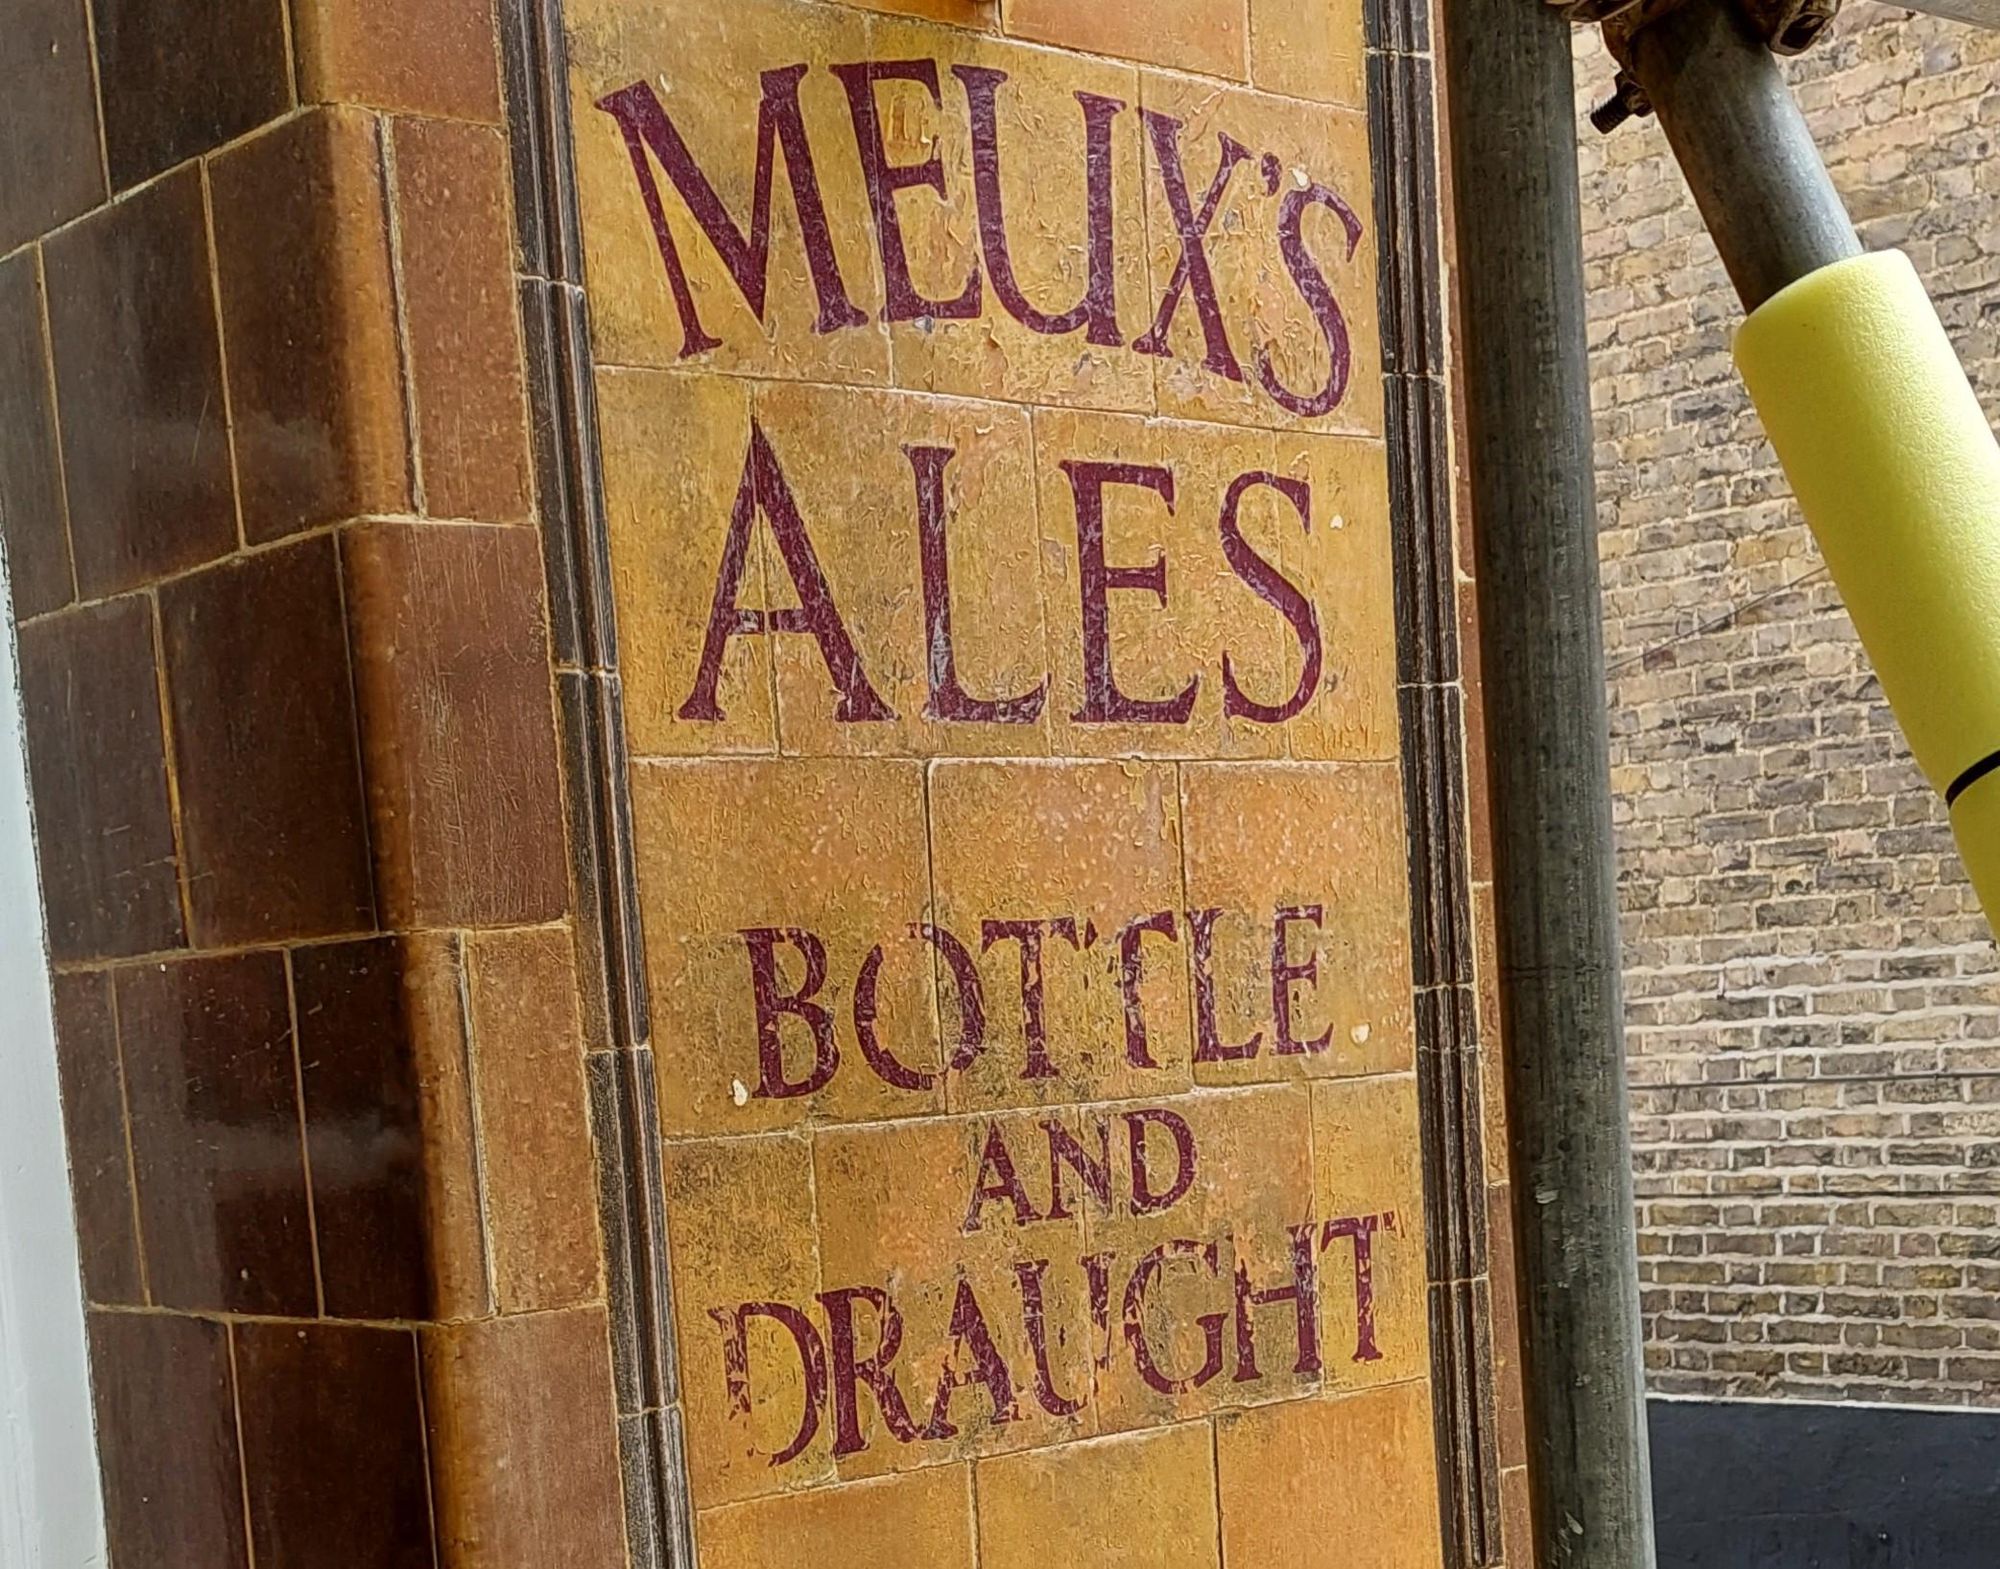 MEUX'S
ALES
BOTTLE
AND
DRAUGHT